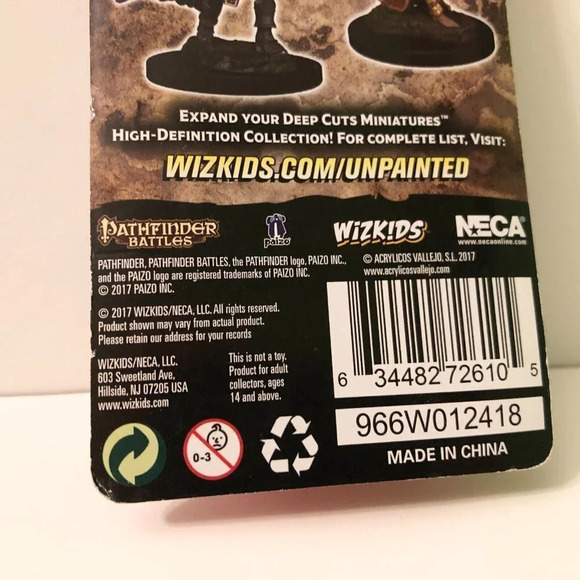 EXPAND YOUR DEEP CUTS MINIATURES™
HIGH-DEFINITION COLLECTION! FOR COMPLETE LIST, VISIT:
WIZKIDS.COM/UNPAINTED
PATHFINDER
BATTLES
paizo
WIZKIDS
NECA
www.necaonline.com
PATHFINDER, PATHFINDER BATTLES, the PATHFINDER logo, PAIZO INC.,
and the PAIZO logo are registered trademarks of PAIZO INC.
© 2017 PAIZO INC.
© ACRYLICOS VALLEJO, S.L. 2017
www.acrylicosvallejo.com
© 2017 WIZKIDS/NECA, LLC. All rights reserved.
Product shown may vary from actual product.
Please retain our address for your records
WIZKIDS/NECA, LLC.
603 Sweetland Ave.
Hillside, NJ 07205 USA
www.wizkids.com
This is not a toy.
Product for adult
collectors, ages
14 and above.
6 34482 72610 5
966W012418
MADE IN CHINA
0-3